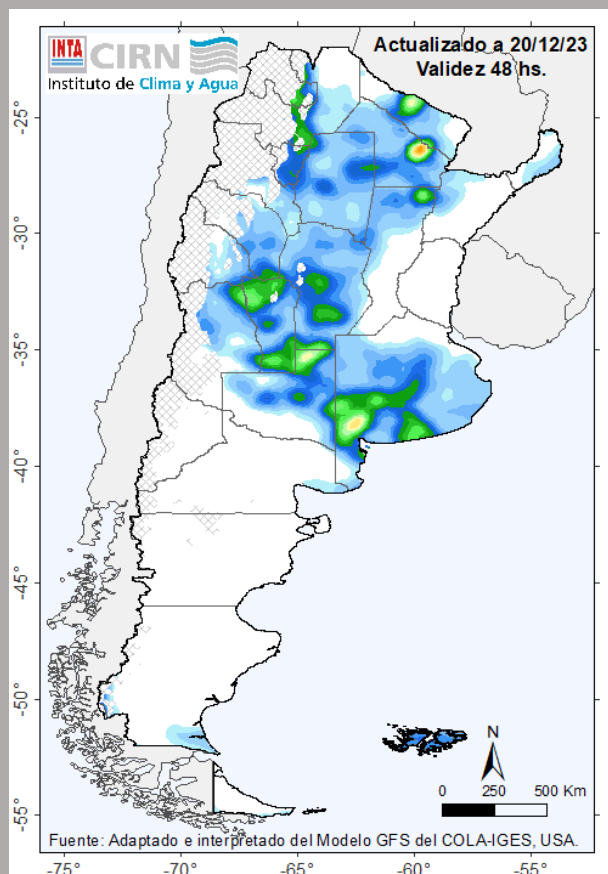 INTA CIRN
Instituto de Clima y Agua
Actualizado a 20/12/23
Validez 48 hs.
-25°
-30°
-35°
-40°
-45°
-50°
-55°
N
0 250 500 Km
Fuente: Adaptado e interpretado del Modelo GFS del COLA-IGES, USA.
-75° -70° -65° -60° -55°